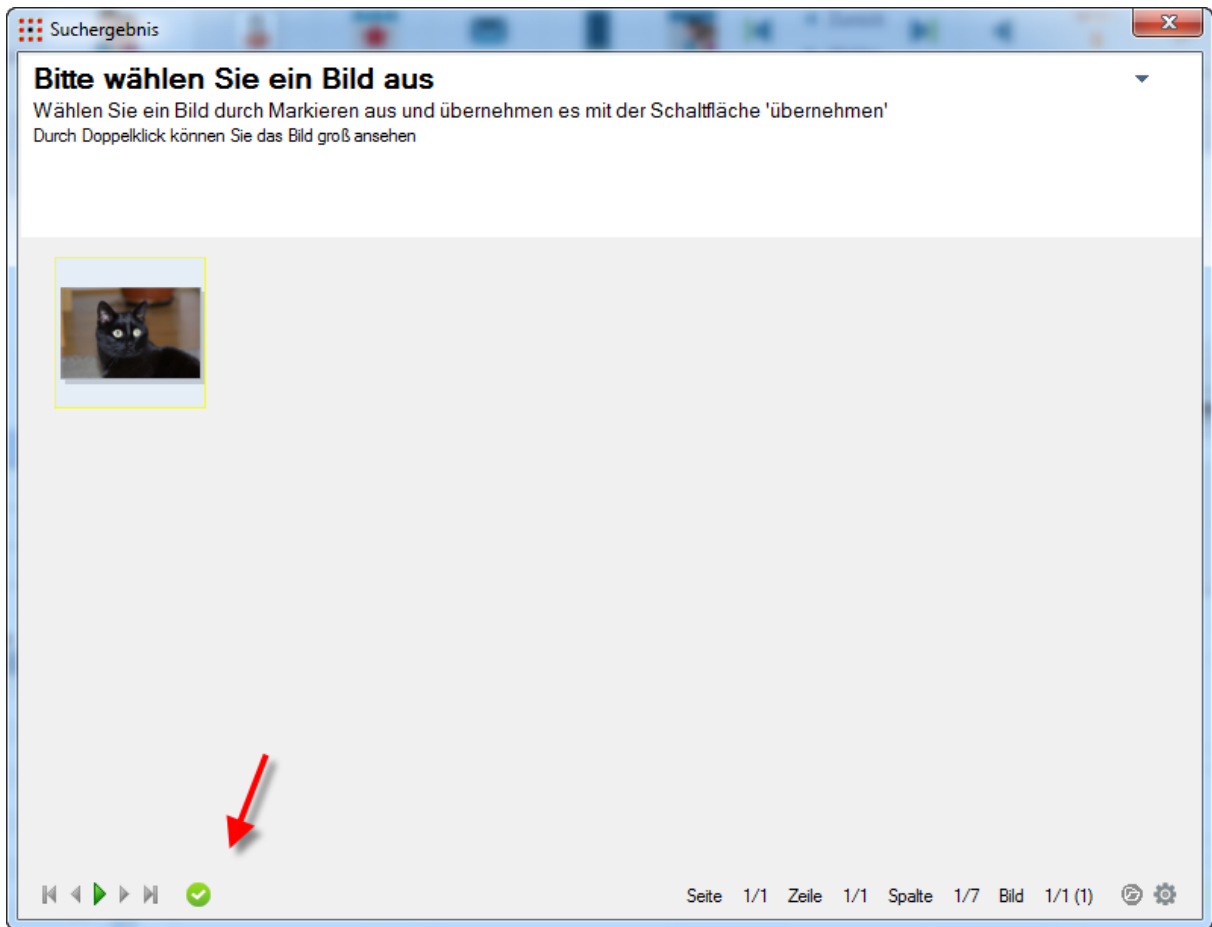 Suchergebnis
Bitte wählen Sie ein Bild aus
Wählen Sie ein Bild durch Markieren aus und übernehmen es mit der Schaltfläche 'übernehmen'
Durch Doppelklick können Sie das Bild groß ansehen
Seite 1/1 Zeile 1/1 Spalte 1/7 Bild 1/1 (1)